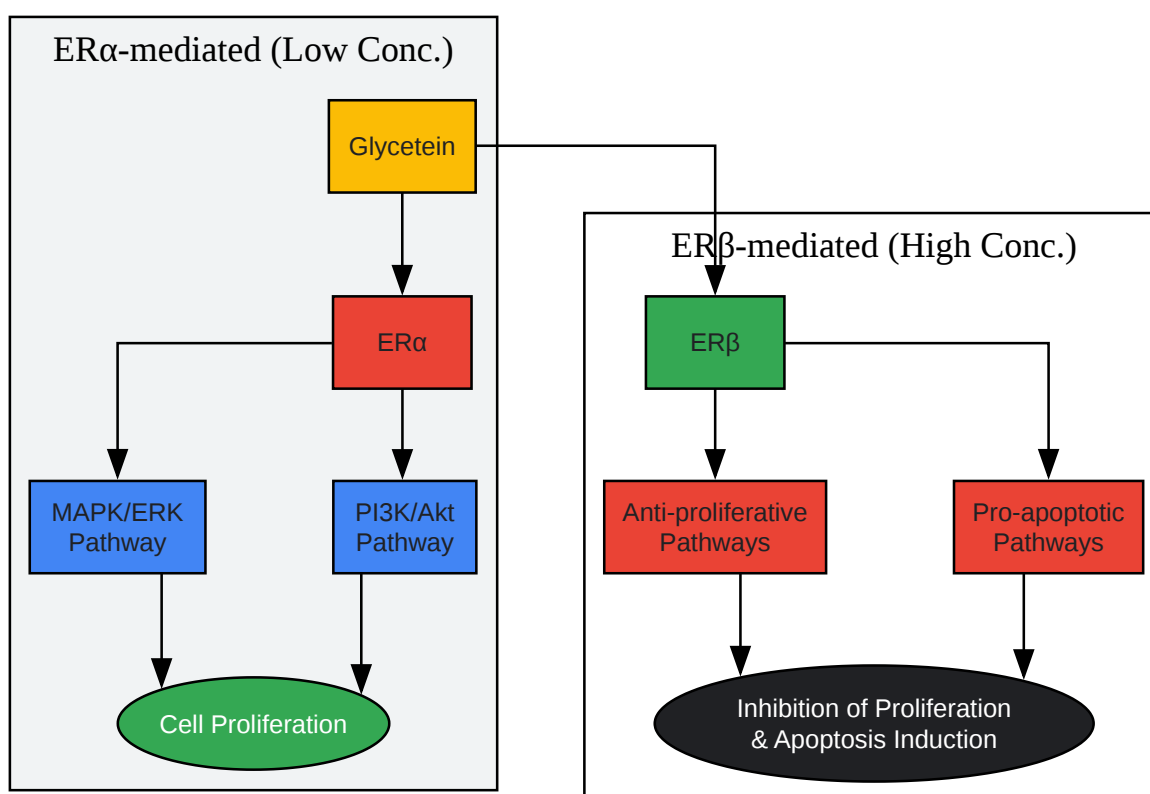 ERα-mediated (Low Conc.)
Glycetein
ERβ-mediated (High Conc.)
ERα
ERβ
MAPK/ERK
Pathway
PI3K/Akt
Pathway
Anti-proliferative
Pathways
Pro-apoptotic
Pathways
Cell Proliferation
Inhibition of Proliferation
& Apoptosis Induction